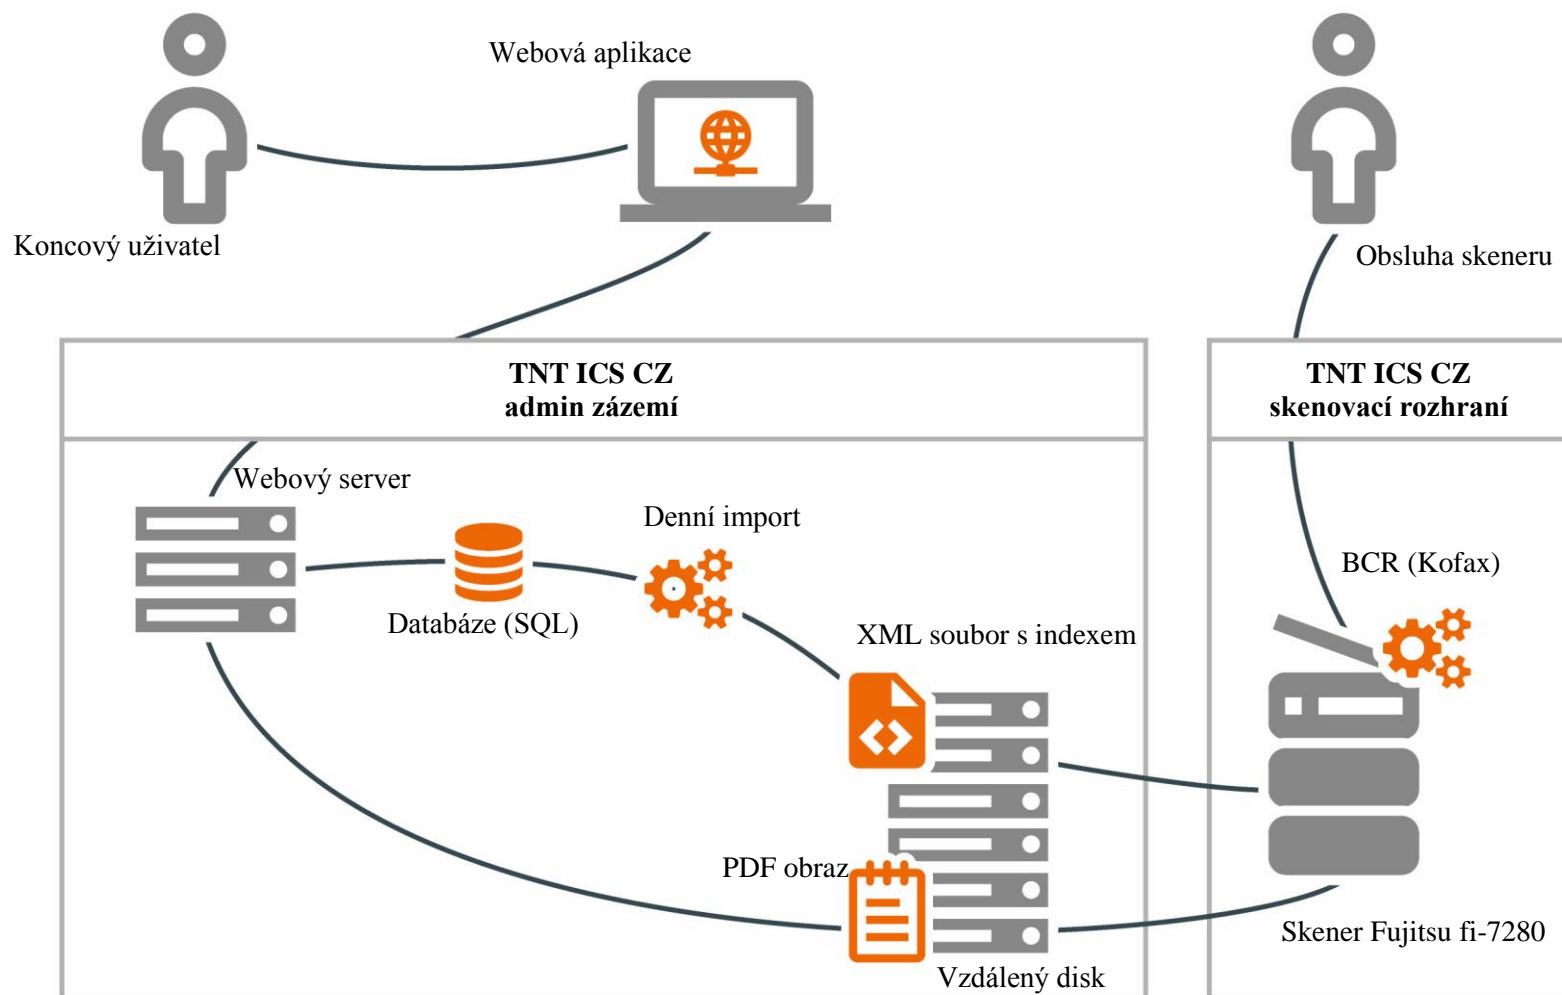 Webová aplikace
Koncový uživatel
Obsluha skeneru
TNT ICS CZ
admin zázemí
TNT ICS CZ
skenovací rozhraní
Webový server
Denní import
BCR (Kofax)
Databáze (SQL)
XML soubor s indexem
PDF obraz
Skener Fujitsu fi-7280
Vzdálený disk